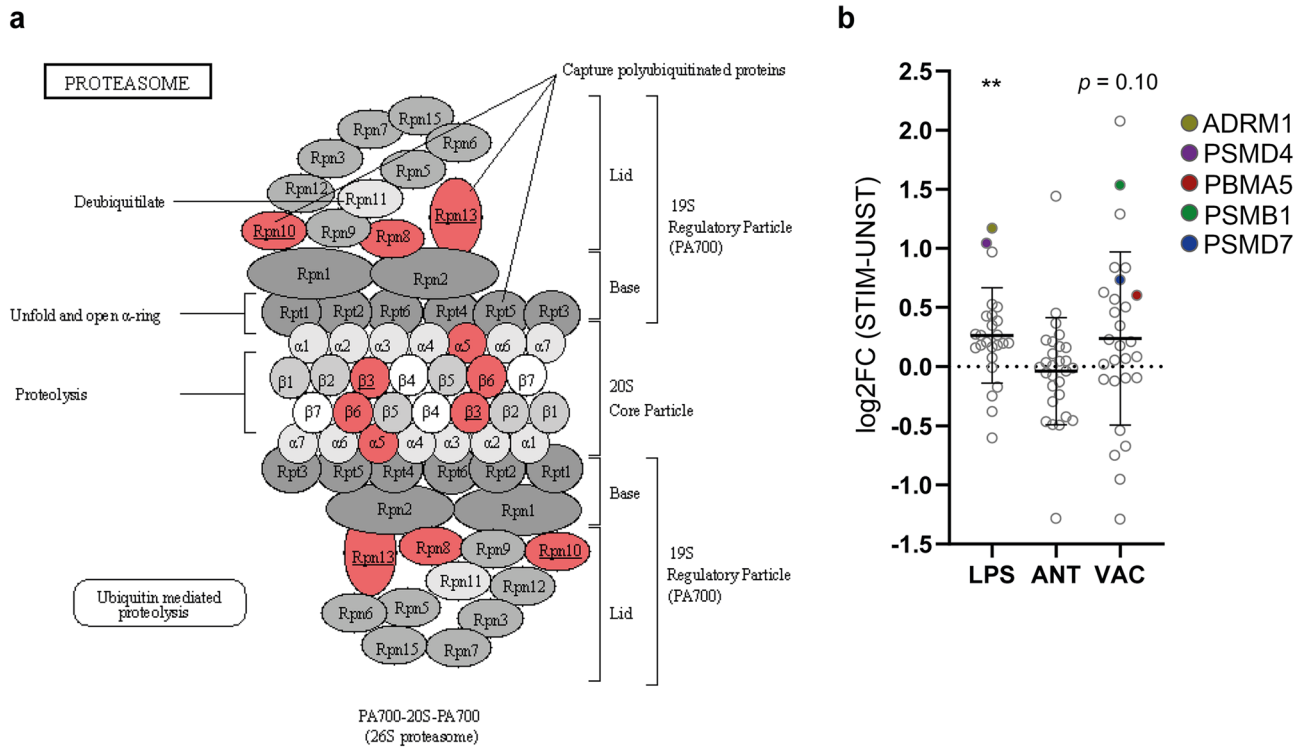 a
PROTEASOME
Capture polyubiquitinated proteins
Rpn15
Rpn7
Rpn6
Rpn3
Rpn5
Lid
Rpn12
Rpn11
Deubiquitilate
Rpn13
19S
Regulatory Particle
(PA700)
Rpn10
Rpn9
Rpn8
Rpn1
Rpn2
Base
Unfold and open α-ring
Rpt1 Rpt2 Rpt6 Rpt4 Rpt5 Rpt3
α1 α2 α3 α4 α5 α6 α7
Proteolysis
β1 β2 β3 β4 β5 β6 β7
20S
Core Particle
β7 β6 β5 β4 β3 β2 β1
α7 α6 α5 α4 α3 α2 α1
Rpt3 Rpt5 Rpt4 Rpt6 Rpt2 Rpt1
Base
Rpn2
Rpn1
Rpn13
Rpn8
Rpn9
Rpn10
19S
Regulatory Particle
(PA700)
Rpn11
Rpn12
Ubiquitin mediated
proteolysis
Rpn6
Rpn5
Rpn3
Lid
Rpn15
Rpn7
PA700-20S-PA700
(26S proteasome)
b
log2FC (STIM-UNST)
2.5
2.0
1.5
1.0
0.5
0.0
-0.5
-1.0
-1.5
**
p = 0.10
LPS ANT VAC
ADRM1
PSMD4
PBMA5
PSMB1
PSMD7